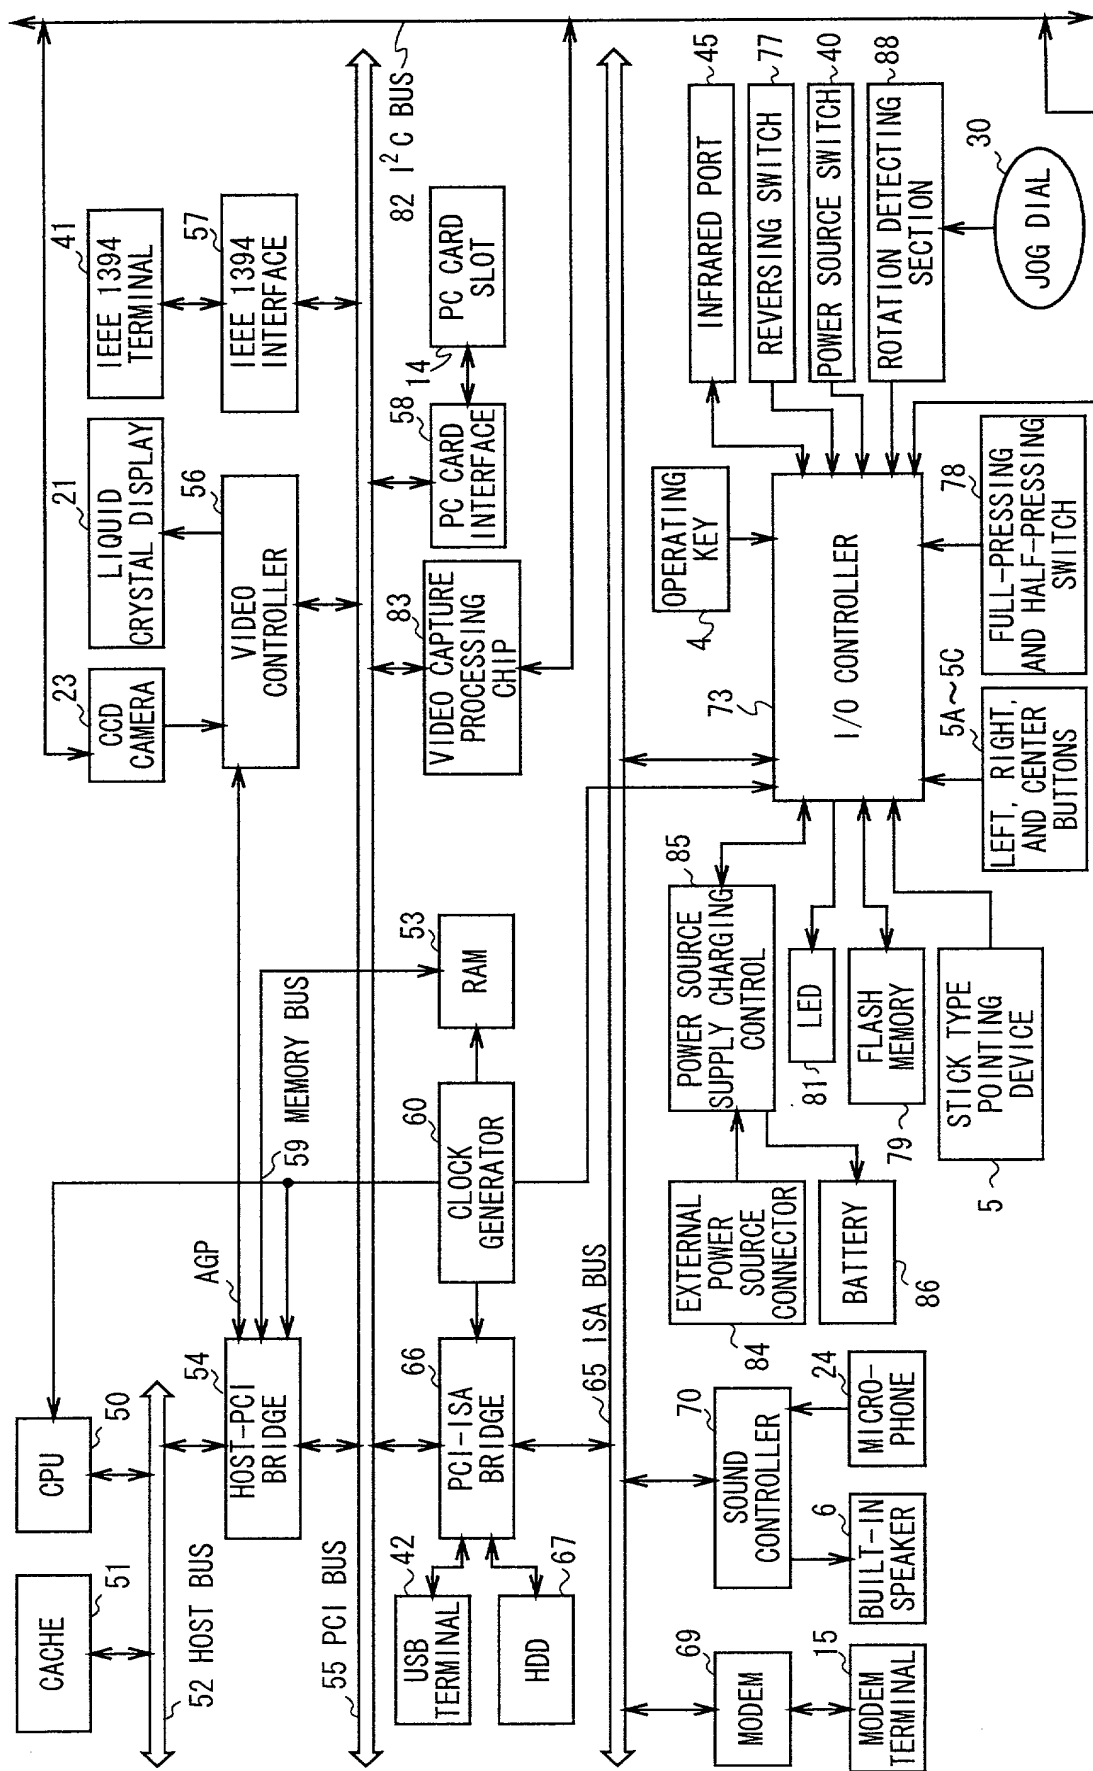 CACHE
51
CPU
50
52 HOST BUS
HOST-PCI
BRIDGE
54
AGP
59 MEMORY BUS
CCD
CAMERA
23
LIQUID
CRYSTAL DISPLAY
21
IEEE 1394
TERMINAL
41
VIDEO
CONTROLLER
56
IEEE 1394
INTERFACE
57
82 I²C BUS
55 PCI BUS
USB
TERMINAL
42
HDD
67
PCI-ISA
BRIDGE
66
CLOCK
GENERATOR
60
RAM
53
VIDEO CAPTURE
PROCESSING
CHIP
83
PC CARD
INTERFACE
58
PC CARD
SLOT
14
65 ISA BUS
MODEM
69
MODEM
TERMINAL
15
SOUND
CONTROLLER
70
BUILT-IN
SPEAKER
6
MICRO-
PHONE
24
EXTERNAL
POWER
SOURCE
CONNECTOR
84
POWER SOURCE
SUPPLY CHARGING
CONTROL
85
BATTERY
86
LED
81
FLASH
MEMORY
79
STICK TYPE
POINTING
DEVICE
5
OPERATING
KEY
4
I/O CONTROLLER
73
LEFT, RIGHT,
AND CENTER
BUTTONS
5A～5C
FULL-PRESSING
AND HALF-PRESSING
SWITCH
78
INFRARED PORT
45
REVERSING SWITCH
77
POWER SOURCE SWITCH
40
ROTATION DETECTING
SECTION
88
JOG DIAL
30